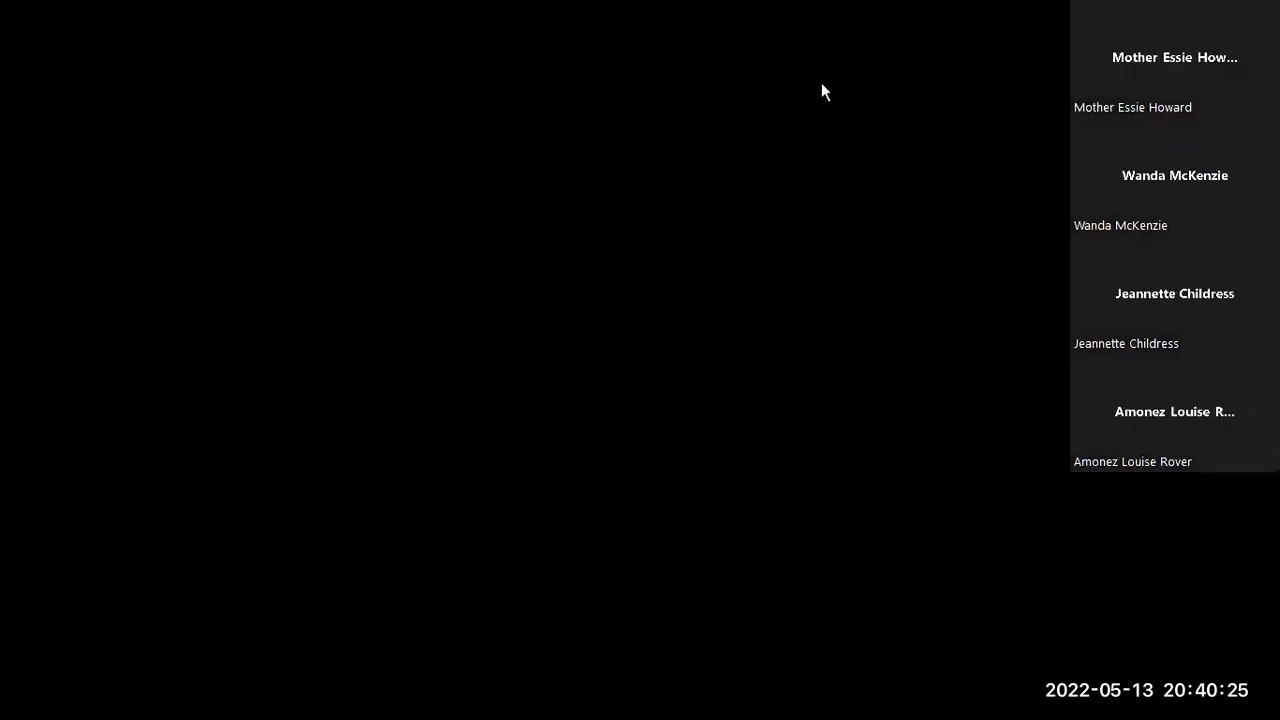 Mother Essie How...
Mother Essie Howard
Wanda McKenzie
Wanda McKenzie
Jeannette Childress
Jeannette Childress
Amonez Louise R...
Amonez Louise Rover
2022-05-13 20:40:25